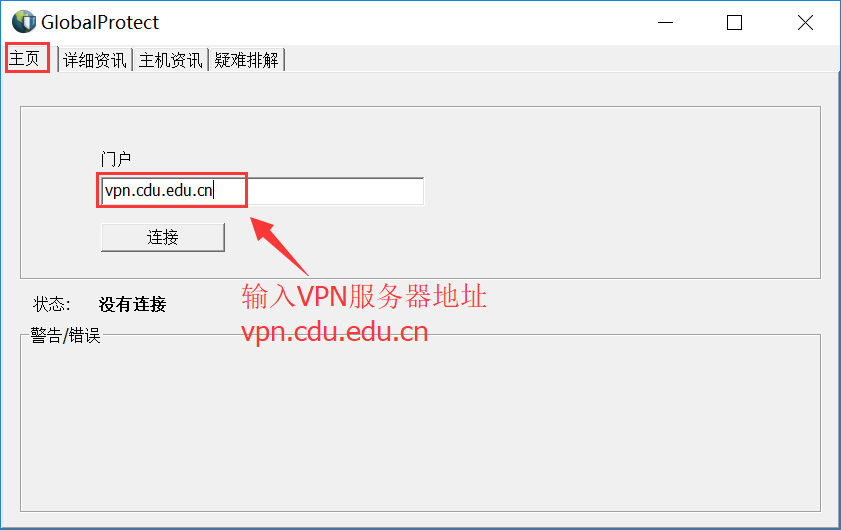 GlobalProtect
主页 详细资讯 主机资讯 疑难排解
门户
vpn.cdu.edu.cn
连接
输入VPN服务器地址
vpn.cdu.edu.cn
状态: 没有连接
警告/错误